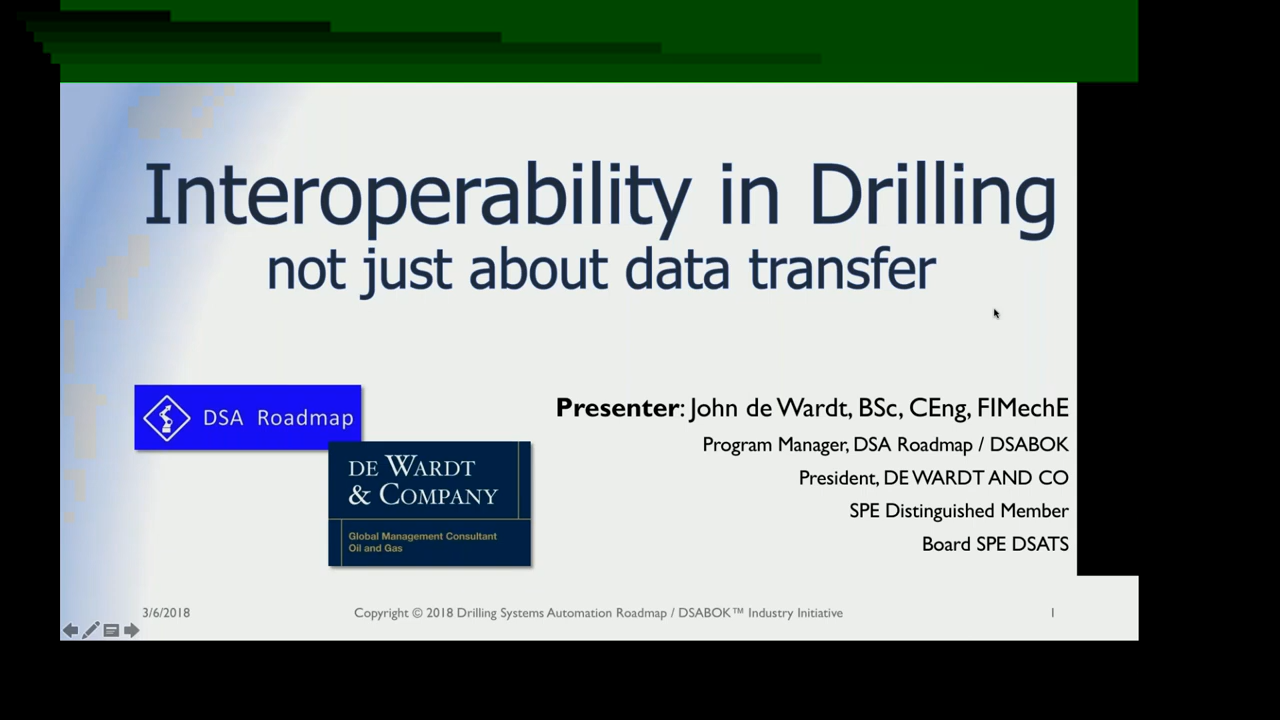 Interoperability in Drilling
not just about data transfer
DSA Roadmap
DE WARDT
& COMPANY
Global Management Consultant
Oil and Gas
Presenter: John de Wardt, BSc, CEng, FIMechE
Program Manager, DSA Roadmap / DSABOK
President, DE WARDT AND CO
SPE Distinguished Member
Board SPE DSATS
3/6/2018
Copyright © 2018 Drilling Systems Automation Roadmap / DSABOK™ Industry Initiative
1